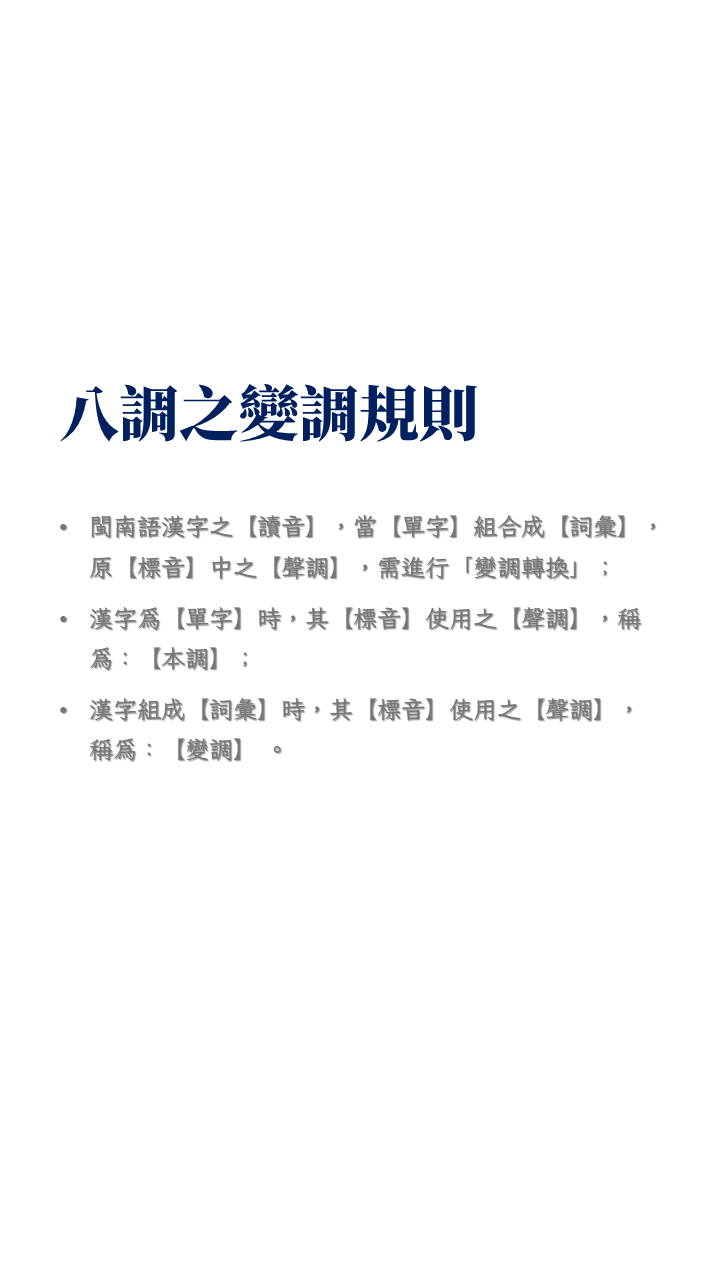 八調之變調規則
• 閩南語漢字之【讀音】，當【單字】組合成【詞彙】，
原【標音】中之【聲調】，需進行「變調轉換」；
• 漢字爲【單字】時，其【標音】使用之【聲調】，稱
爲：【本調】；
• 漢字組成【詞彙】時，其【標音】使用之【聲調】，
稱爲：【變調】 。